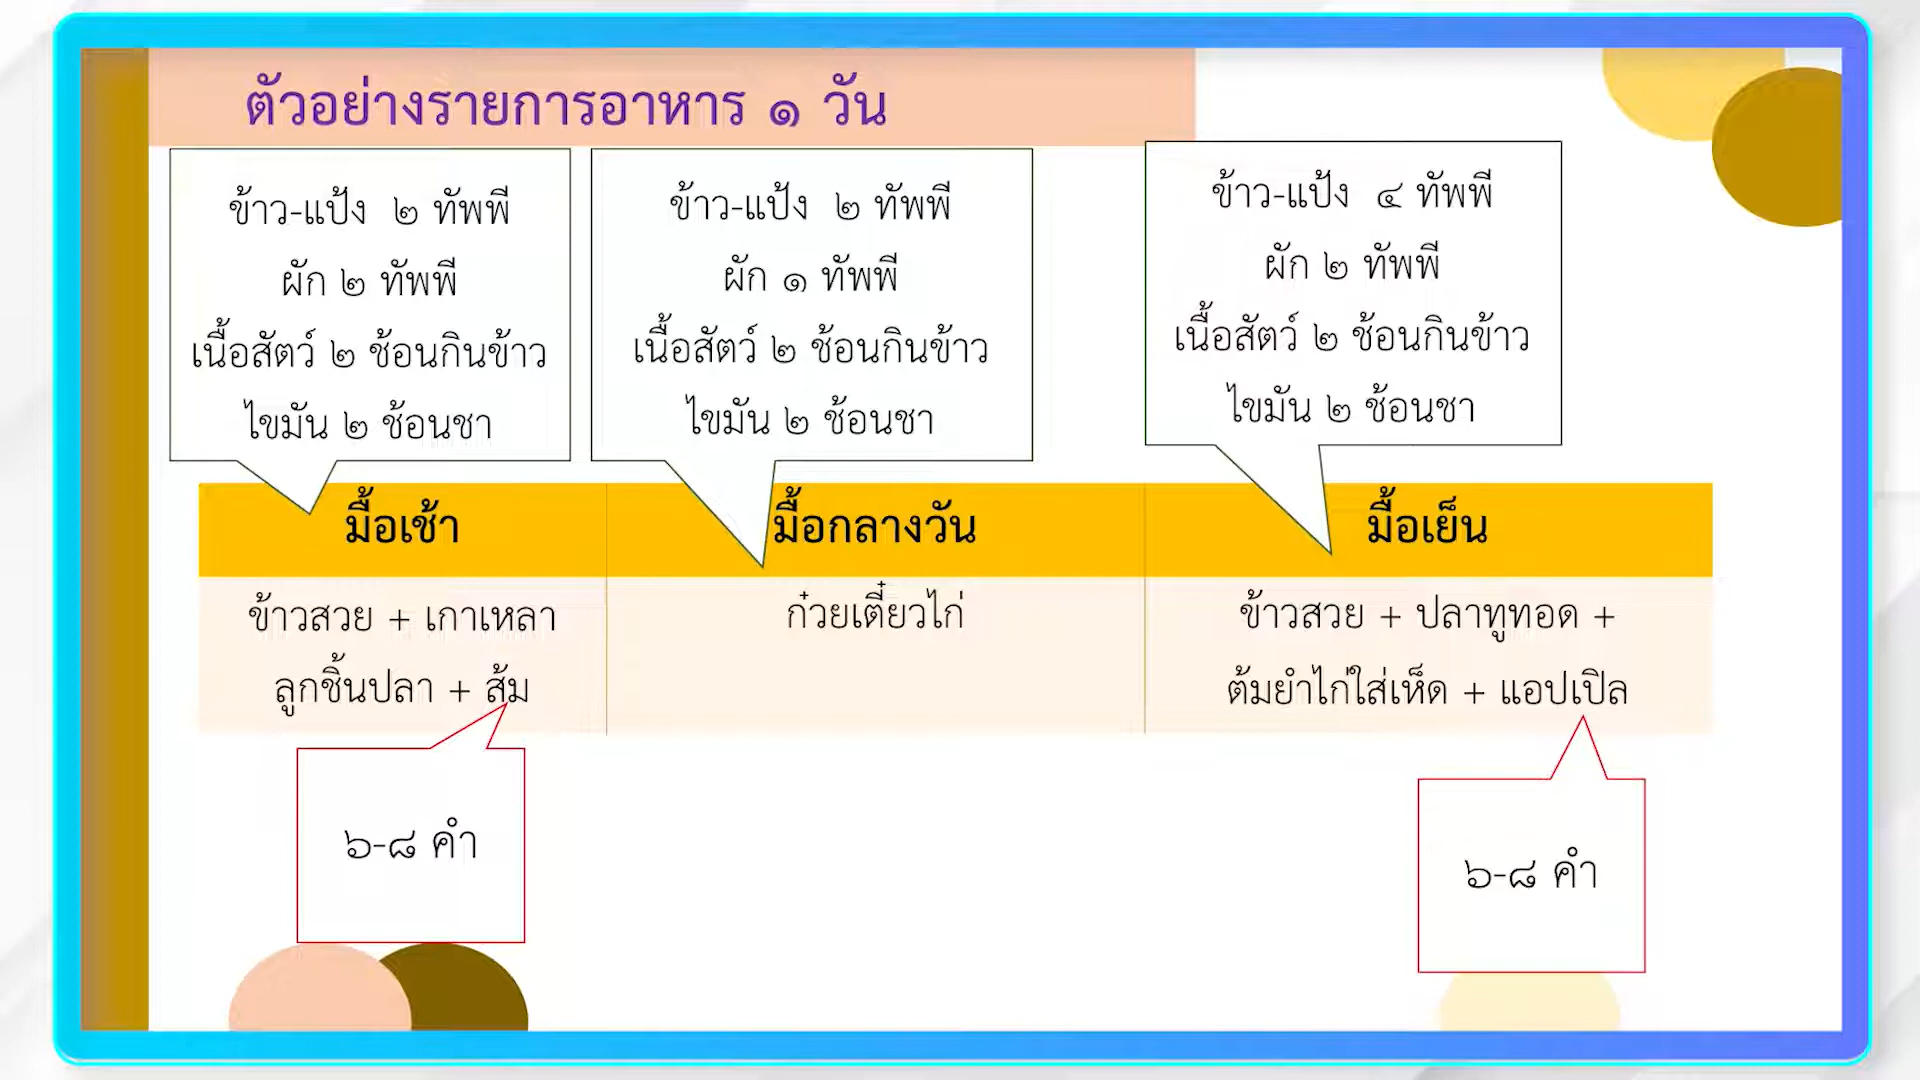 ตัวอย่างรายการอาหาร ๑ วัน
ข้าว-แป้ง ๒ ทัพพี
ผัก ๒ ทัพพี
เนื้อสัตว์ ๒ ช้อนกินข้าว
ไขมัน ๒ ช้อนชา
ข้าว-แป้ง ๒ ทัพพี
ผัก ๑ ทัพพี
เนื้อสัตว์ ๒ ช้อนกินข้าว
ไขมัน ๒ ช้อนชา
ข้าว-แป้ง ๔ ทัพพี
ผัก ๒ ทัพพี
เนื้อสัตว์ ๒ ช้อนกินข้าว
ไขมัน ๒ ช้อนชา
มื้อเช้า
มื้อกลางวัน
มื้อเย็น
ข้าวสวย + เกาเหลา
ลูกชิ้นปลา + ส้ม
ก๋วยเตี๋ยวไก่
ข้าวสวย + ปลาทูทอด +
ต้มยำไก่ใส่เห็ด + แอปเปิล
๖-๘ คำ
๖-๘ คำ